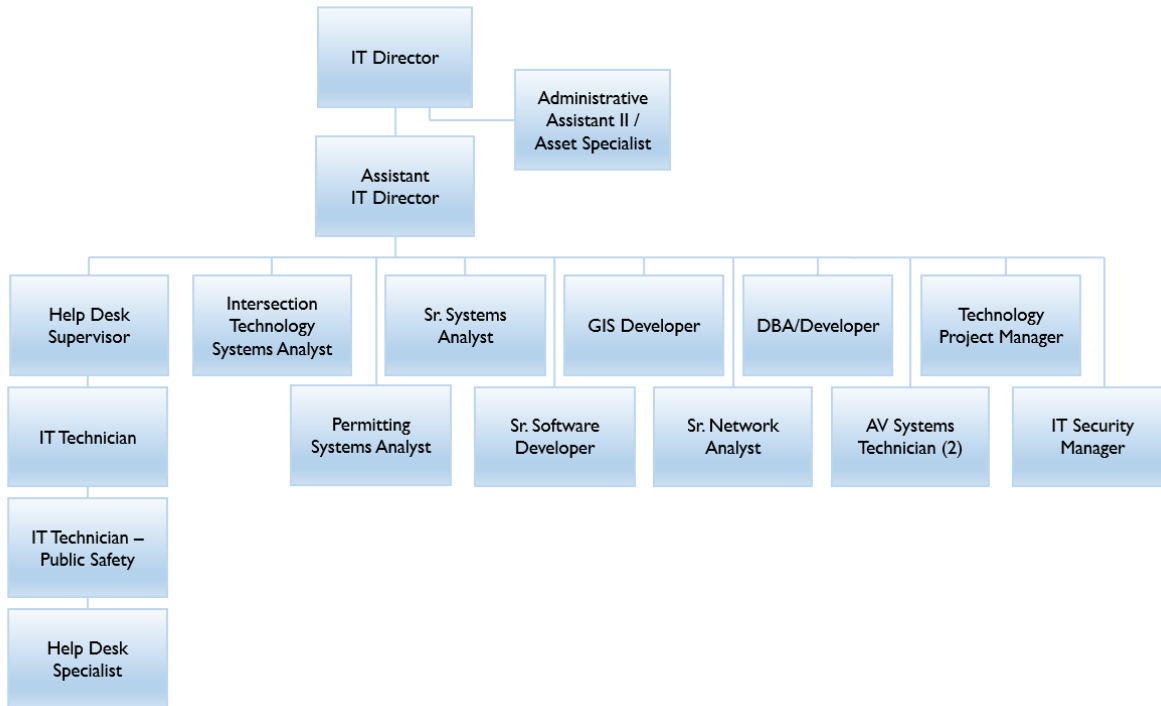 IT Director
Administrative
Assistant II /
Asset Specialist
Assistant
IT Director
Help Desk
Supervisor
Intersection
Technology
Systems Analyst
Sr. Systems
Analyst
GIS Developer
DBA/Developer
Technology
Project Manager
IT Technician
Permitting
Systems Analyst
Sr. Software
Developer
Sr. Network
Analyst
AV Systems
Technician (2)
IT Security
Manager
IT Technician –
Public Safety
Help Desk
Specialist